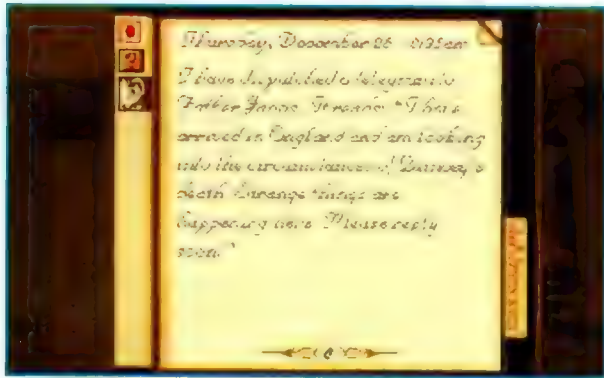 Thursday, December 26
I have dispatched a telegram to
Father
arrived in England and am looking
into the circumstances of
death Strange things are
happening here Please reply
soon"